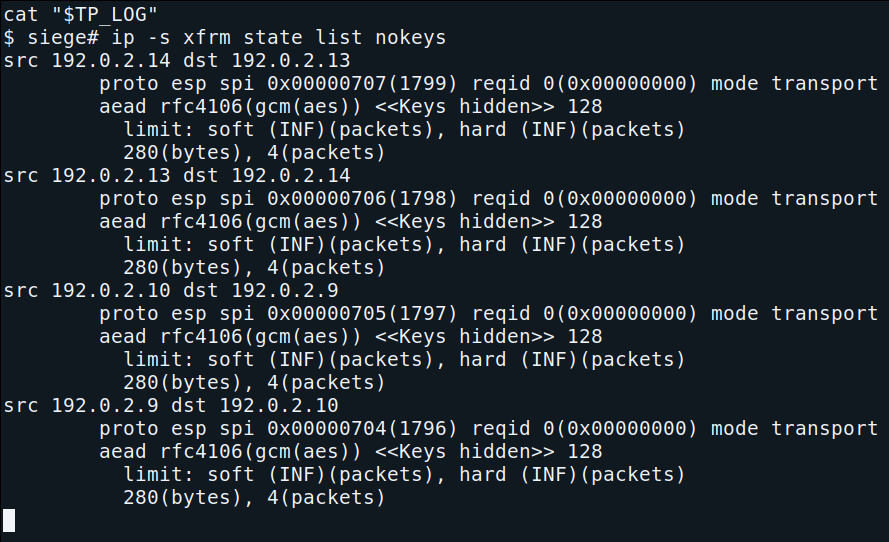 cat "$TP_LOG"
$ siege# ip -s xfrm state list nokeys
src 192.0.2.14 dst 192.0.2.13
        proto esp spi 0x00000707(1799) reqid 0(0x00000000) mode transport
        aead rfc4106(gcm(aes)) <<Keys hidden>> 128
          limit: soft (INF)(packets), hard (INF)(packets)
          280(bytes), 4(packets)
src 192.0.2.13 dst 192.0.2.14
        proto esp spi 0x00000706(1798) reqid 0(0x00000000) mode transport
        aead rfc4106(gcm(aes)) <<Keys hidden>> 128
          limit: soft (INF)(packets), hard (INF)(packets)
          280(bytes), 4(packets)
src 192.0.2.10 dst 192.0.2.9
        proto esp spi 0x00000705(1797) reqid 0(0x00000000) mode transport
        aead rfc4106(gcm(aes)) <<Keys hidden>> 128
          limit: soft (INF)(packets), hard (INF)(packets)
          280(bytes), 4(packets)
src 192.0.2.9 dst 192.0.2.10
        proto esp spi 0x00000704(1796) reqid 0(0x00000000) mode transport
        aead rfc4106(gcm(aes)) <<Keys hidden>> 128
          limit: soft (INF)(packets), hard (INF)(packets)
          280(bytes), 4(packets)